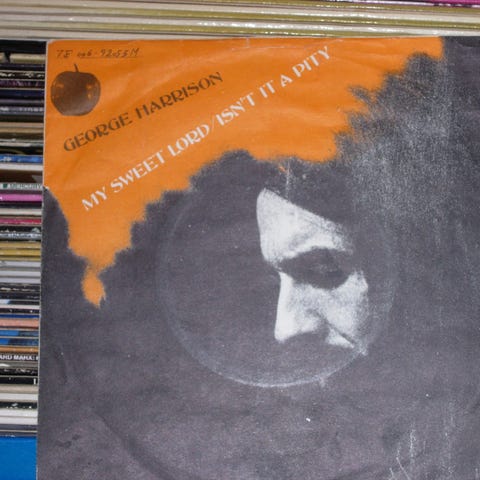 GEORGE HARRISON
MY SWEET LORD/ISN'T IT A PITY